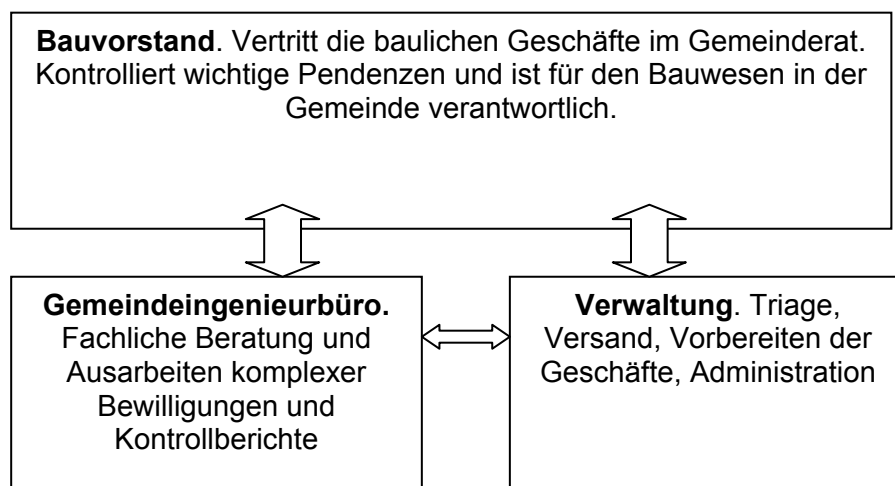 Bauvorstand. Vertritt die baulichen Geschäfte im Gemeinderat.
Kontrolliert wichtige Pendenzen und ist für den Bauwesen in der
Gemeinde verantwortlich.
Gemeindeingenieurbüro.
Fachliche Beratung und
Ausarbeiten komplexer
Bewilligungen und
Kontrollberichte
Verwaltung. Triage,
Versand, Vorbereiten der
Geschäfte, Administration